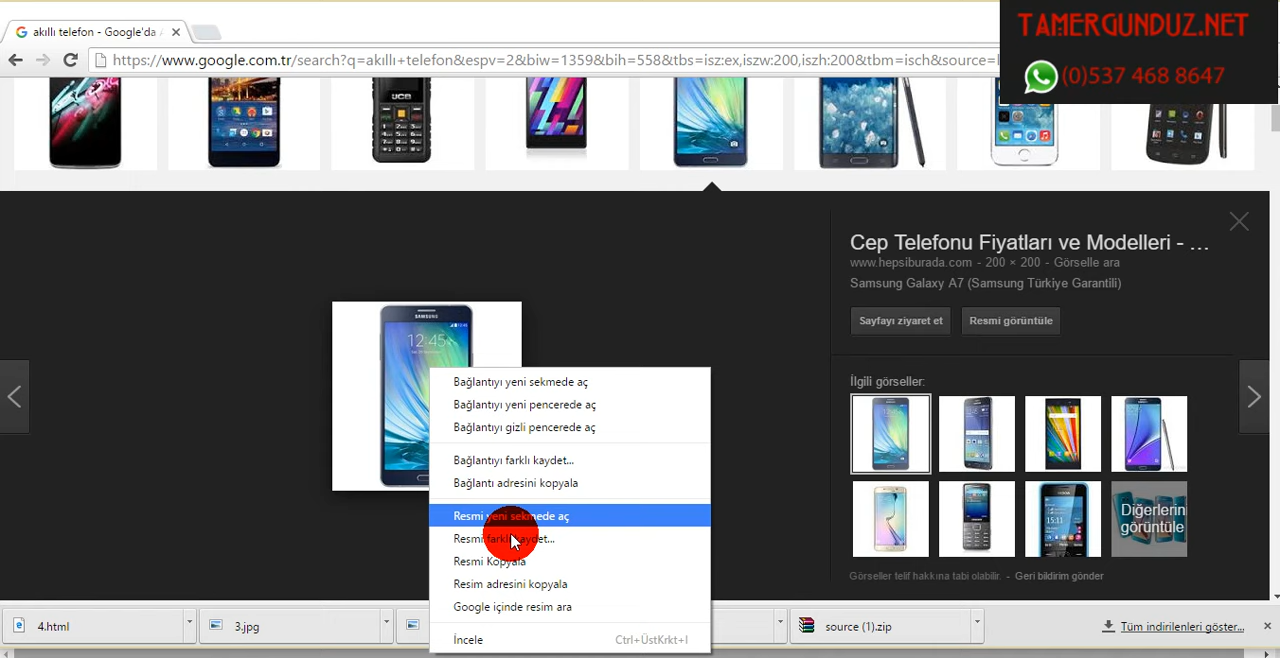 akıllı telefon - Google'da
TAMERGUNDUZ.NET
(0)537 468 8647
https://www.google.com.tr/search?q=akıllı+telefon&espv=2&biw=1359&bih=558&tbs=isz:ex,iszw:200,iszh:200&tbm=isch&source=
Cep Telefonu Fiyatları ve Modelleri - ...
www.hepsiburada.com - 200 × 200 - Görselle ara
Samsung Galaxy A7 (Samsung Türkiye Garantili)
Sayfayı ziyaret et
Resmi görüntüle
SAMSUNG
12:45
İlgili görseller:
Diğerlerin
görüntüle
Görseller telif hakkına tabi olabilir. - Geri bildirim gönder
Bağlantıyı yeni sekmede aç
Bağlantıyı yeni pencerede aç
Bağlantıyı gizli pencerede aç
Bağlantıyı farklı kaydet...
Bağlantı adresini kopyala
Resmi yeni sekmede aç
Resmi farklı kaydet...
Resmi Kopyala
Resim adresini kopyala
Google içinde resim ara
İncele Ctrl+ÜstKrkt+I
4.html
3.jpg
source (1).zip
Tüm indirilenleri göster...